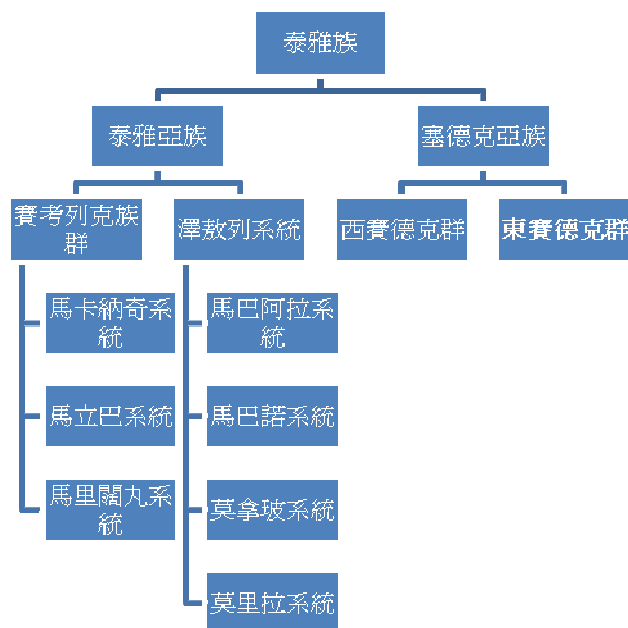 泰雅族
泰雅亞族
塞德克亞族
賽考列克族
群
澤敖列系統
西賽德克群
東賽德克群
馬卡納奇系
統
馬巴阿拉系
統
馬立巴系統
馬巴諾系統
馬里闊丸系
統
莫拿玻系統
莫里拉系統